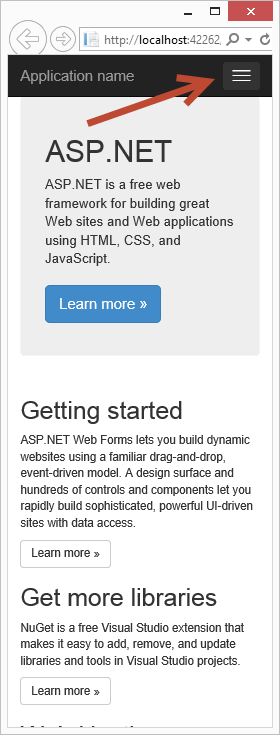 http://localhost:42262,
Application name
ASP.NET
ASP.NET is a free web
framework for building great
Web sites and Web applications
using HTML, CSS, and
JavaScript.
Learn more »
Getting started
ASP.NET Web Forms lets you build dynamic
websites using a familiar drag-and-drop,
event-driven model. A design surface and
hundreds of controls and components let you
rapidly build sophisticated, powerful UI-driven
sites with data access.
Learn more »
Get more libraries
NuGet is a free Visual Studio extension that
makes it easy to add, remove, and update
libraries and tools in Visual Studio projects.
Learn more »